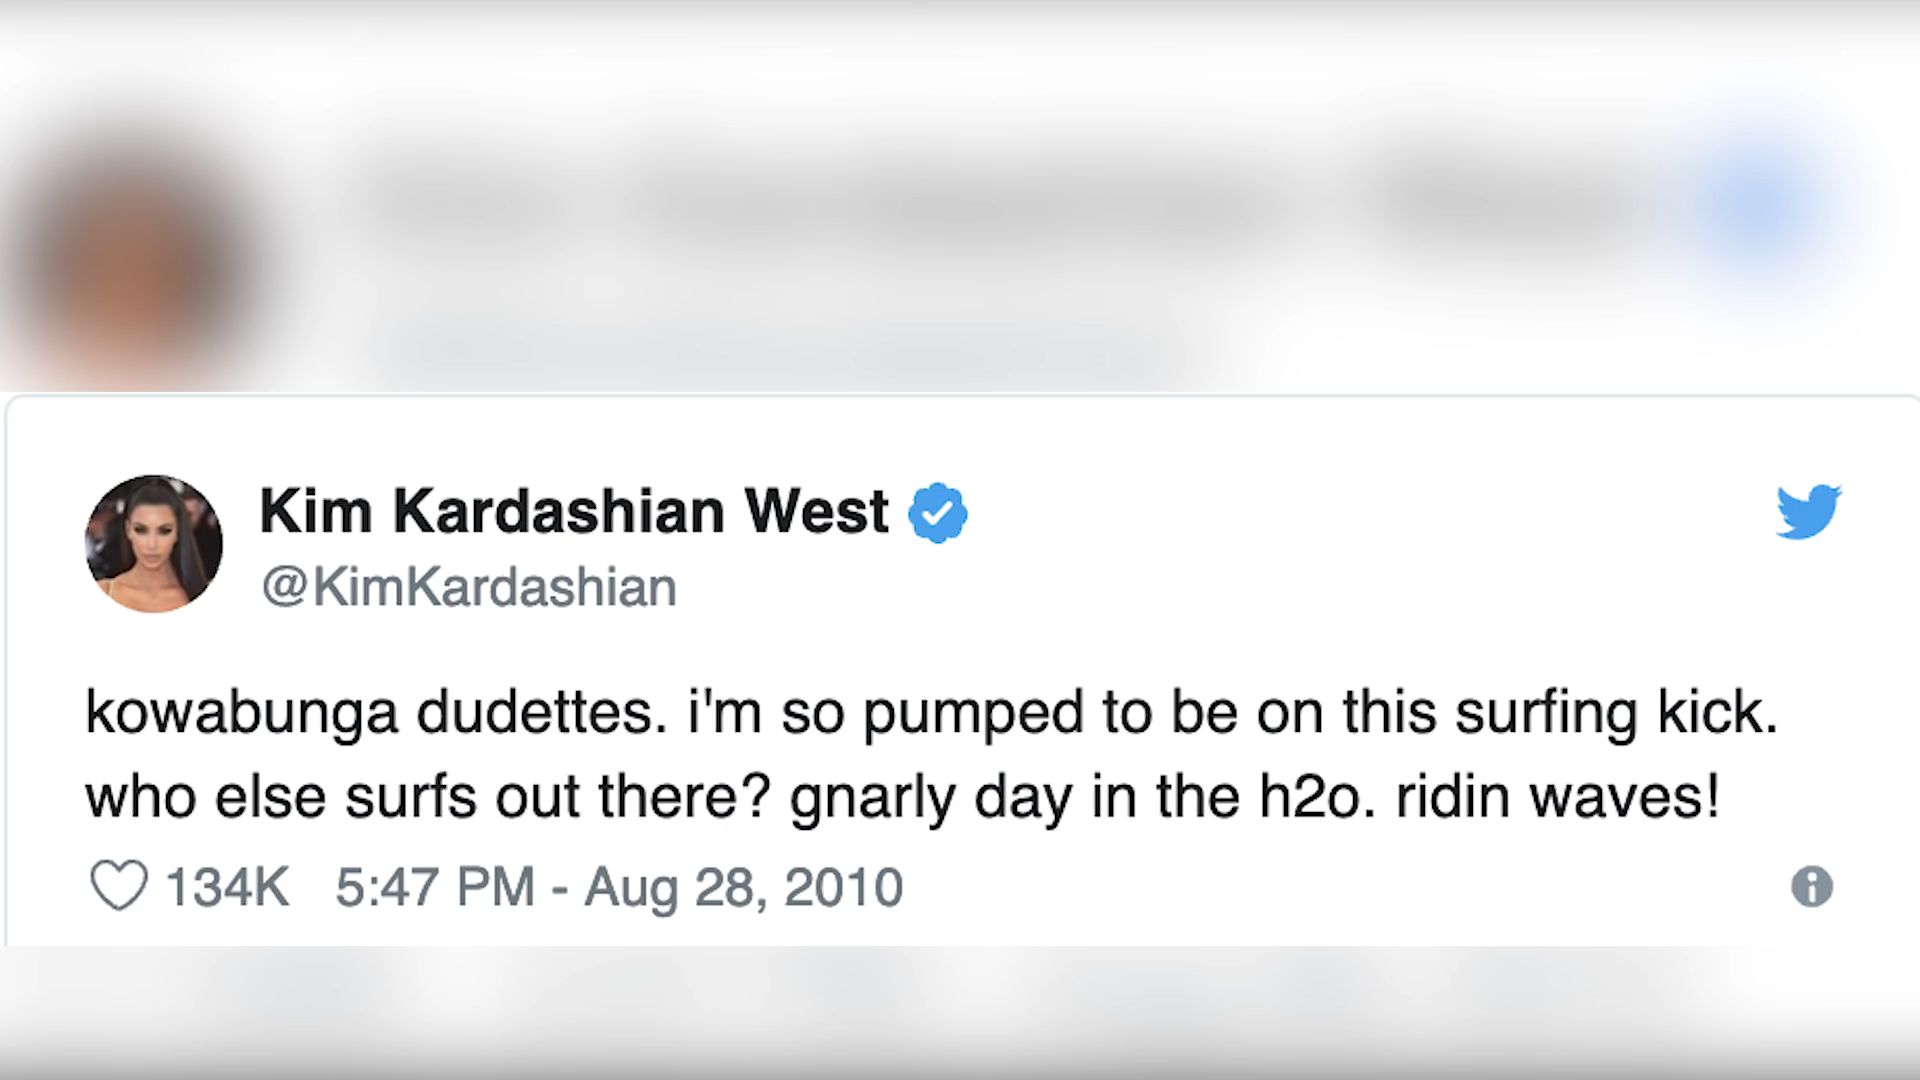 Kim Kardashian West
@KimKardashian
kowabunga dudettes. i'm so pumped to be on this surfing kick.
who else surfs out there? gnarly day in the h2o. ridin waves!
134K 5:47 PM - Aug 28, 2010